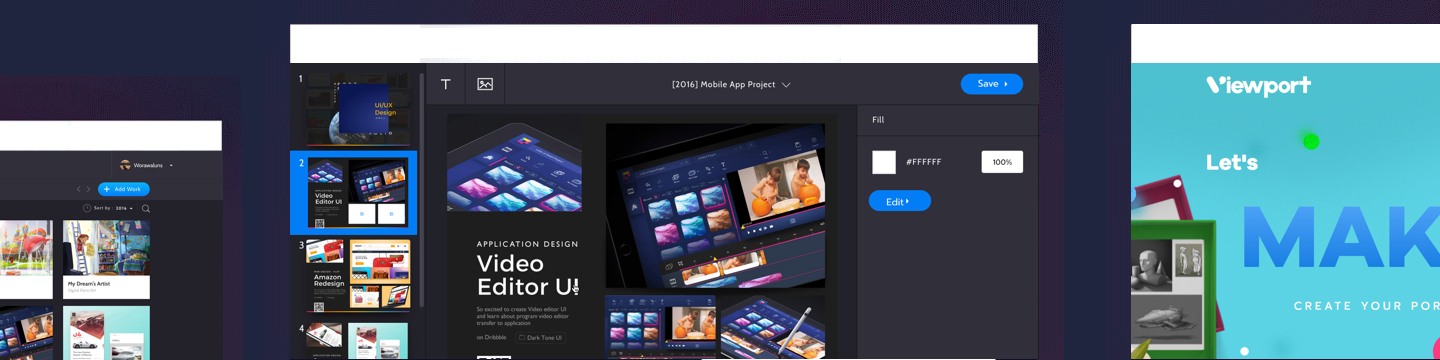 Worawaluns
+ Add Work
Sort by : 2016
My Dream's Artist
1
UI/UX
Design
2
Video
Editor UI
3
Amazon
Redesign
4
T
[2016] Mobile App Project
Save
APPLICATION DESIGN
Video
Editor UI
So excited to create Video editor UI
and learn about program video editor
transfer to application
on Dribbble
Dark Tone UI
Fill
#FFFFFF
100%
Edit
Viewport
Let's
MAK
CREATE YOUR POR